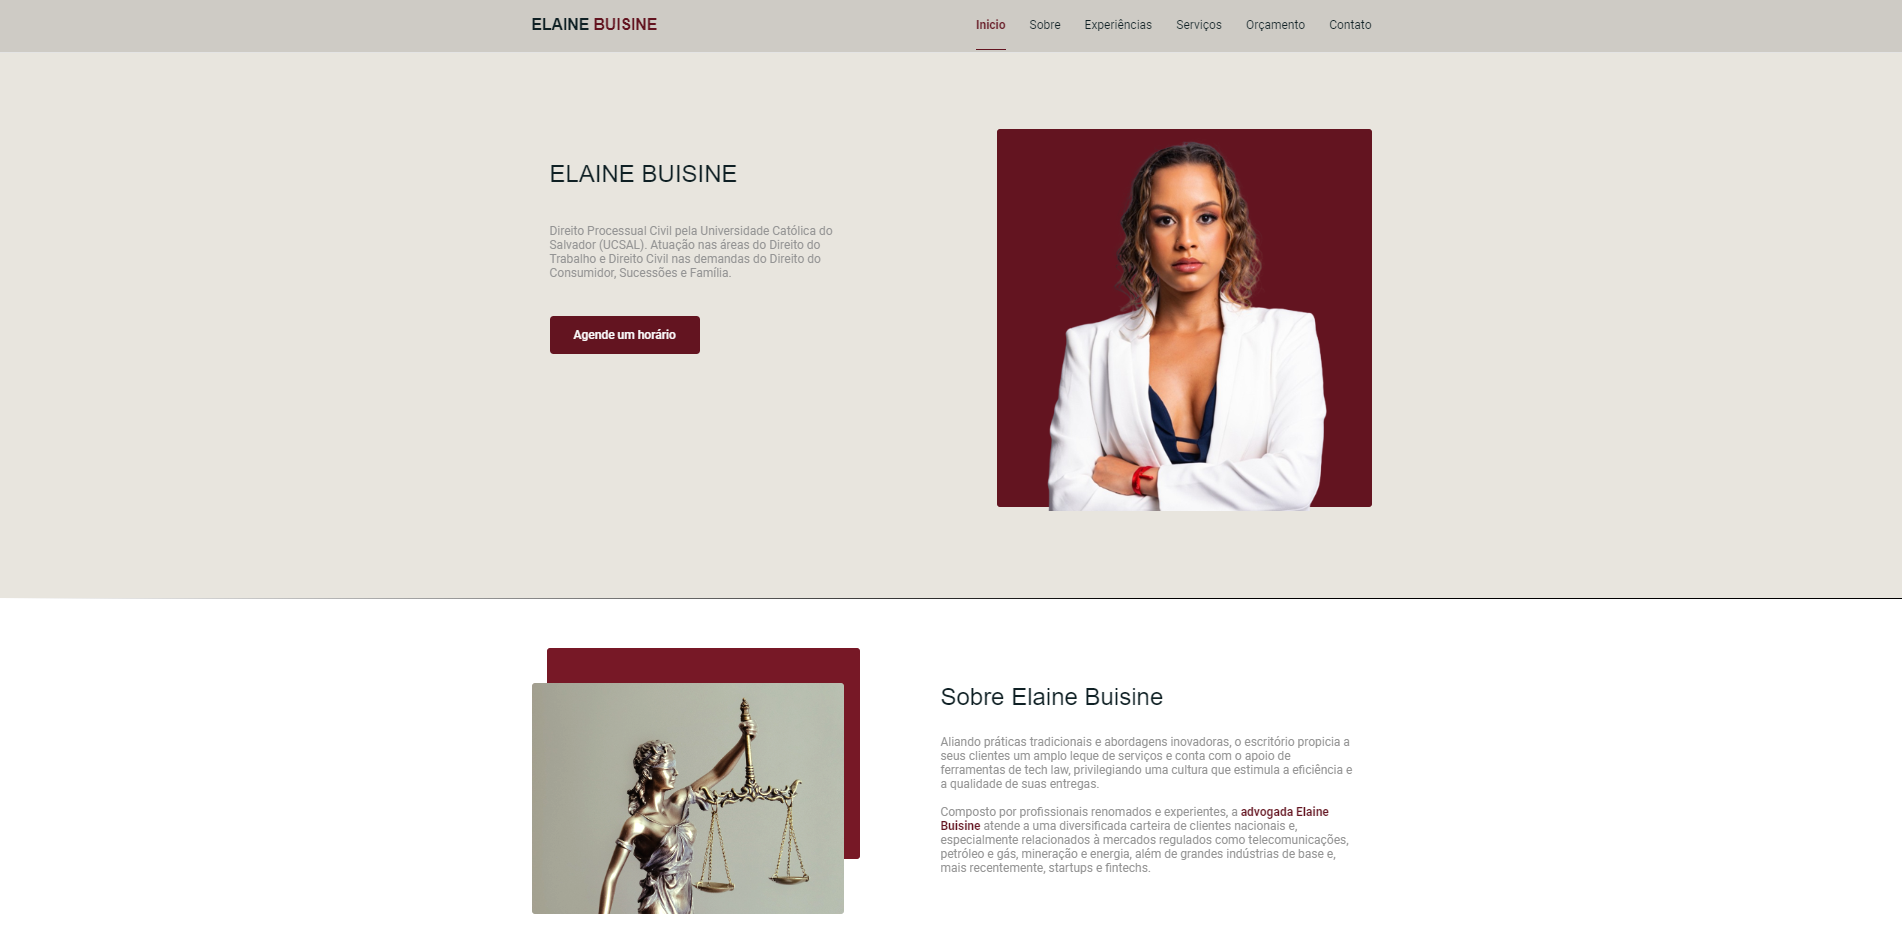 ELAINE BUISINE
Inicio Sobre Experiências Serviços Orçamento Contato
ELAINE BUISINE
Direito Processual Civil pela Universidade Católica do
Salvador (UCSAL). Atuação nas áreas do Direito do
Trabalho e Direito Civil nas demandas do Direito do
Consumidor, Sucessões e Família.
Agende um horário
Sobre Elaine Buisine
Aliando práticas tradicionais e abordagens inovadoras, o escritório propicia a
seus clientes um amplo leque de serviços e conta com o apoio de
ferramentas de tech law, privilegiando uma cultura que estimula a eficiência e
a qualidade de suas entregas.
Composto por profissionais renomados e experientes, a advogada Elaine
Buisine atende a uma diversificada carteira de clientes nacionais e,
especialmente relacionados à mercados regulados como telecomunicações,
petróleo e gás, mineração e energia, além de grandes indústrias de base e,
mais recentemente, startups e fintechs.